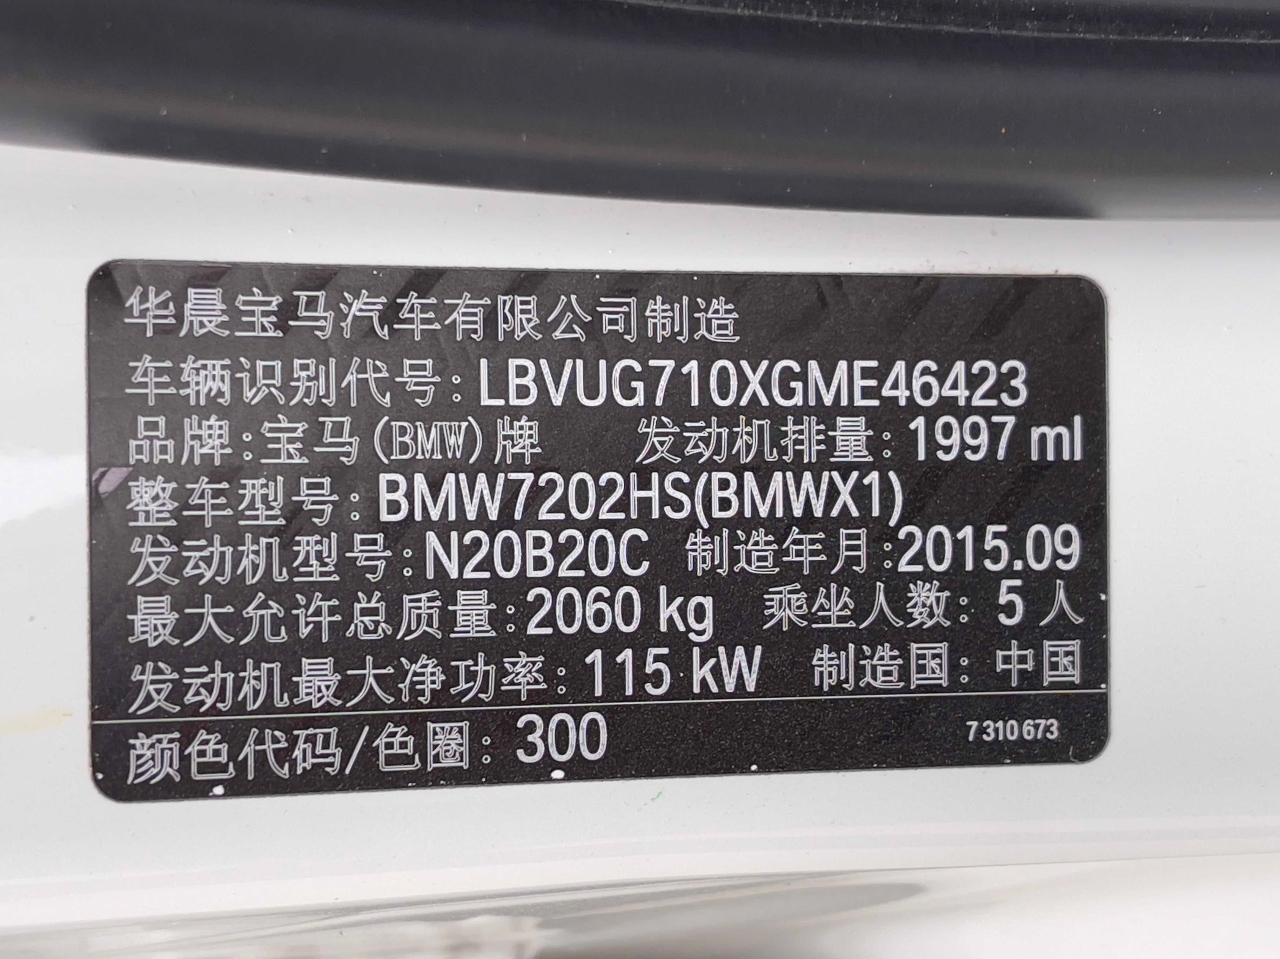 华晨宝马汽车有限公司制造
车辆识别代号:LBVUG710XGME46423
品牌:宝马(BMW)牌 发动机排量:1997 ml
整车型号:BMW7202HS(BMWX1)
发动机型号:N20B20C 制造年月:2015.09
最大允许总质量:2060 kg 乘坐人数:5 人
发动机最大净功率:115 kW 制造国:中国
颜色代码/色圈:300 7 310 673